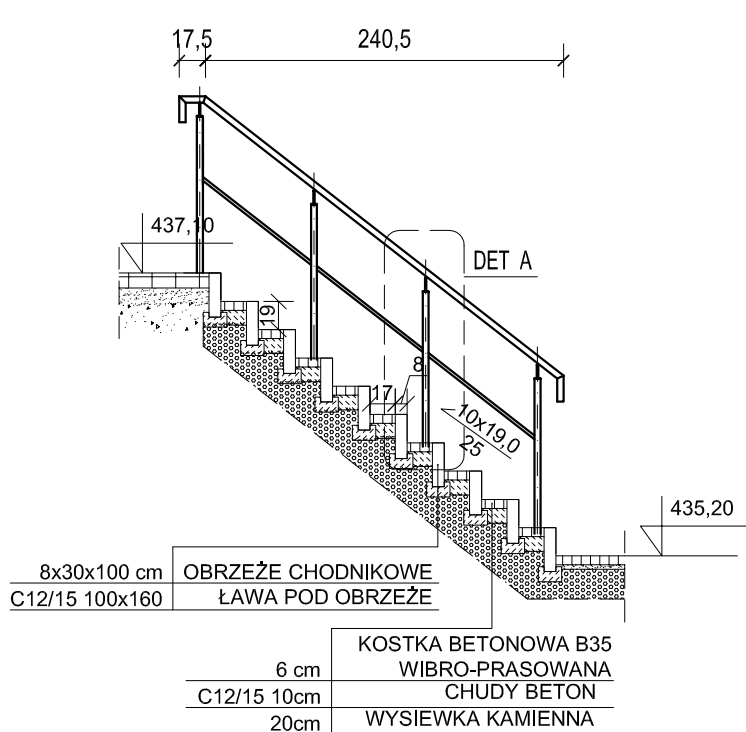 17,5 240,5
437,10
DET A
19
8
17
10x19,0
25
435,20
8x30x100 cm OBRZEŻE CHODNIKOWE
C12/15 100x160 ŁAWA POD OBRZEŻE
KOSTKA BETONOWA B35
6 cm WIBRO-PRASOWANA
C12/15 10cm CHUDY BETON
20cm WYSIEWKA KAMIENNA